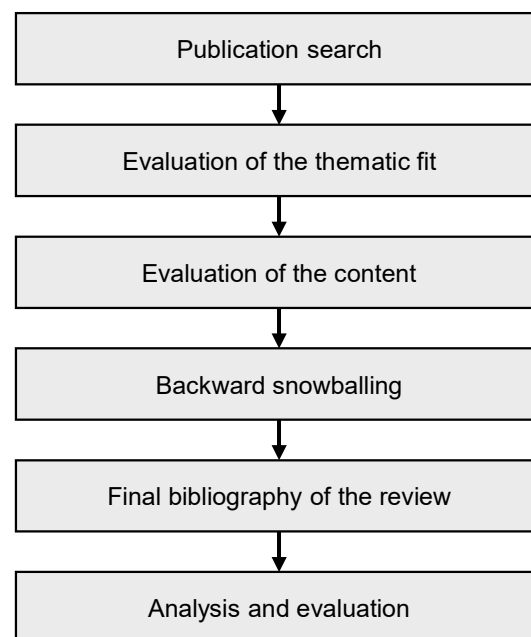 Publication search
Evaluation of the thematic fit
Evaluation of the content
Backward snowballing
Final bibliography of the review
Analysis and evaluation